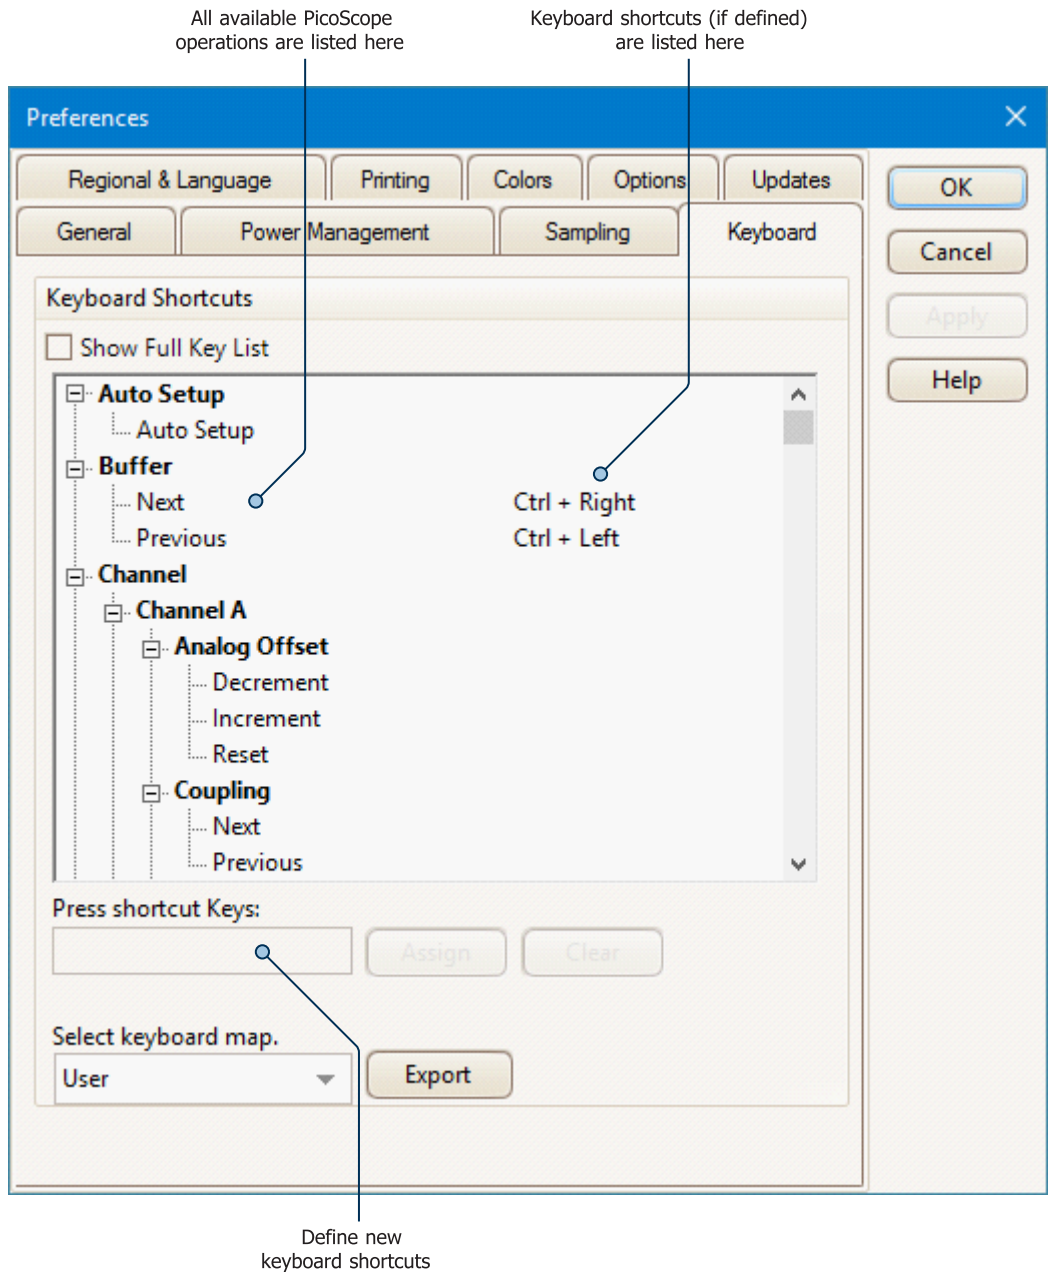 All available PicoScope
operations are listed here
Keyboard shortcuts (if defined)
are listed here
Preferences
Regional & Language Printing Colors Options Updates
General Power Management Sampling Keyboard
OK
Cancel
Apply
Help
Keyboard Shortcuts
Show Full Key List
Auto Setup
Auto Setup
Buffer
Next Ctrl + Right
Previous Ctrl + Left
Channel
Channel A
Analog Offset
Decrement
Increment
Reset
Coupling
Next
Previous
Press shortcut Keys:
Assign Clear
Select keyboard map.
User Export
Define new
keyboard shortcuts